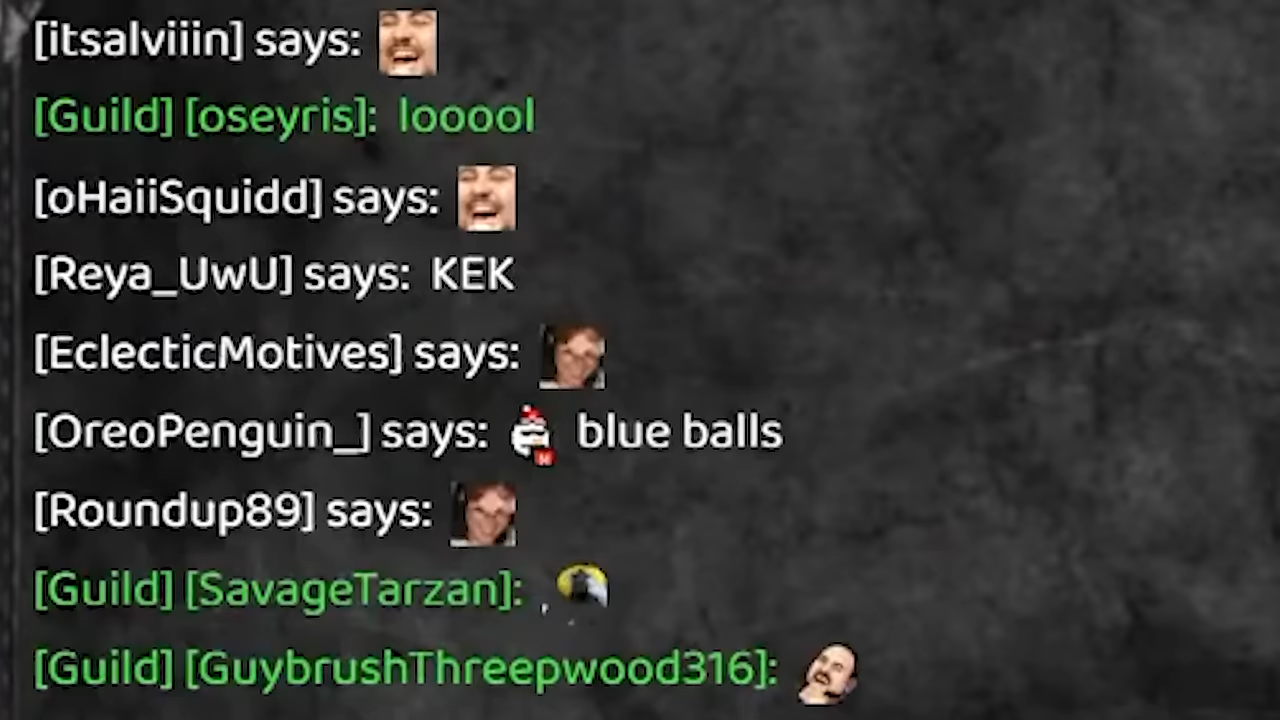 [itsalviiin] says:
[Guild] [oseyris]: looool
[oHaiiSquidd] says:
[Reya_UwU] says: KEK
[EclecticMotives] says:
[OreoPenguin_] says: blue balls
[Roundup89] says:
[Guild] [SavageTarzan]:
[Guild] [GuybrushThreepwood316]: